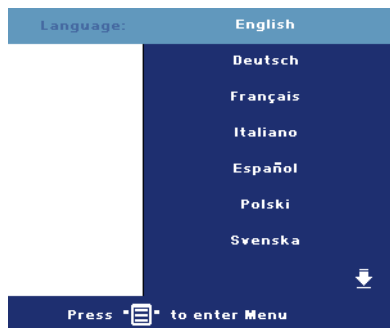 Language: English
Deutsch
Français
Italiano
Español
Polski
Svenska
Press "" to enter Menu